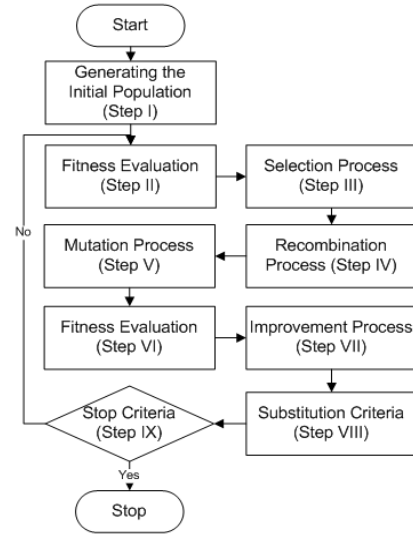 Start
Generating the
Initial Population
(Step I)
Fitness Evaluation
(Step II)
Selection Process
(Step III)
No
Mutation Process
(Step V)
Recombination
Process (Step IV)
Fitness Evaluation
(Step VI)
Improvement Process
(Step VII)
Stop Criteria
(Step IX)
Substitution Criteria
(Step VIII)
Yes
Stop